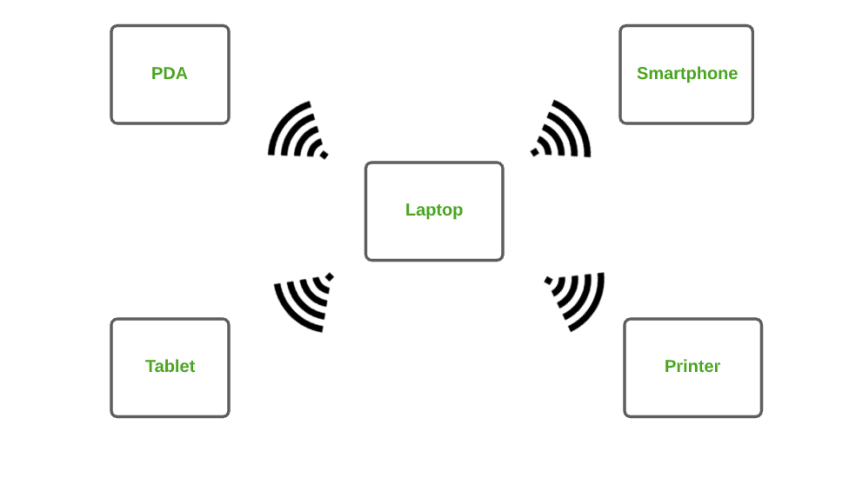 PDA
Smartphone
Laptop
Tablet
Printer